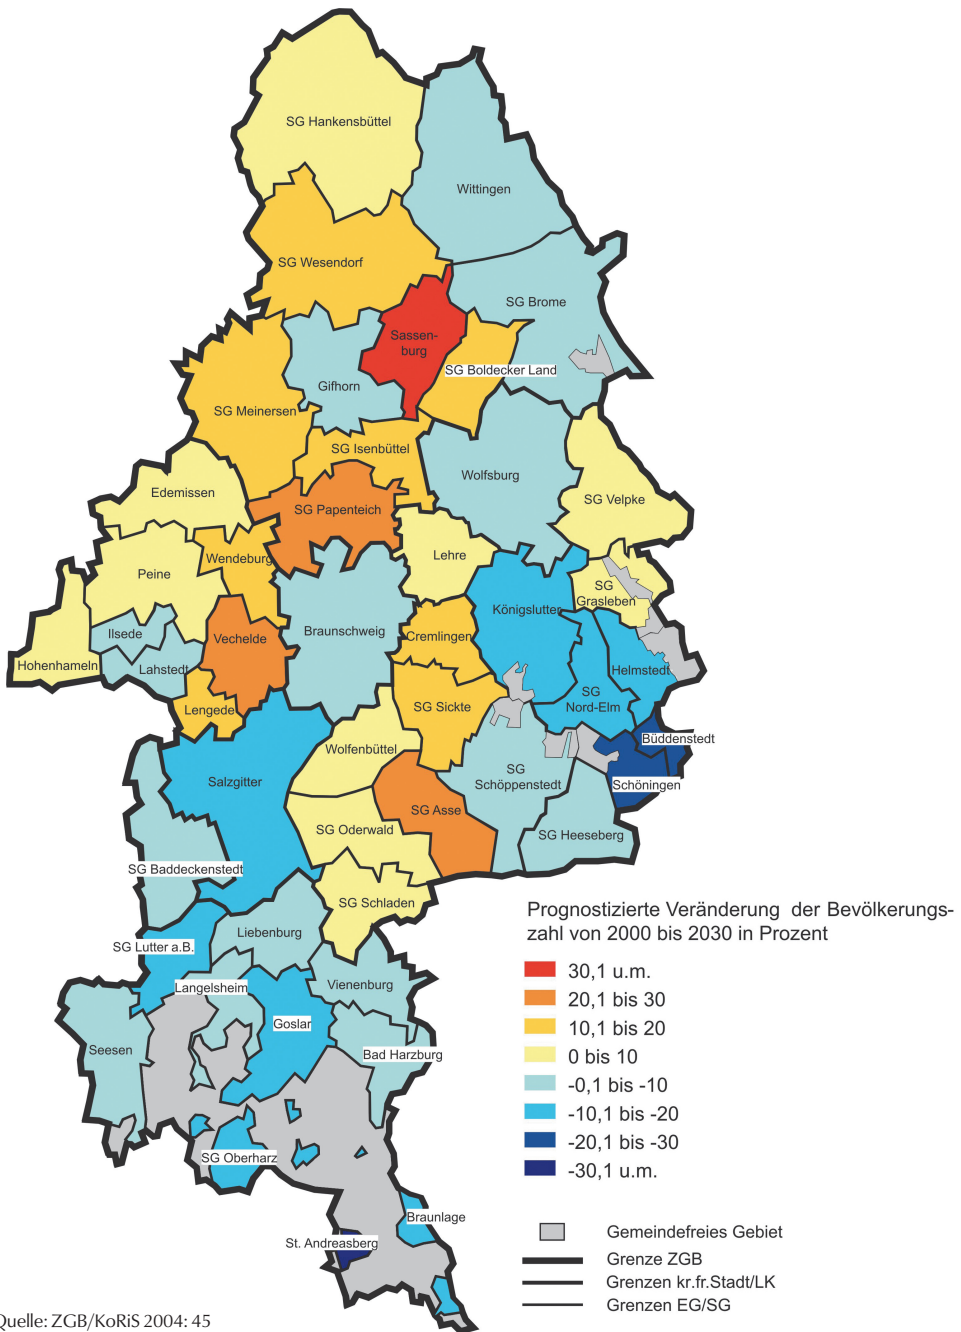 SG Hankensbüttel
Wittingen
SG Wesendorf
SG Brome
Sassen-
burg
SG Boldecker Land
Gifhorn
SG Meinersen
SG Isenbüttel
Wolfsburg
Edemissen
SG Velpke
SG Papenteich
Wendeburg
Lehre
Peine
SG
Grasleben
Königslutter
Ilsede
Vechelde
Braunschweig
Cremlingen
Hohenhameln
Lahstedt
Helmstedt
SG
Nord-Elm
Lengede
SG Sickte
Büddenstedt
Wolfenbüttel
Salzgitter
SG
Schöppenstedt
Schöningen
SG Asse
SG Oderwald
SG Heeseberg
SG Baddeckenstedt
SG Schladen
Liebenburg
SG Lutter a.B.
Langelsheim
Vienenburg
Goslar
Seesen
Bad Harzburg
SG Oberharz
Braunlage
St. Andreasberg
Prognostizierte Veränderung der Bevölkerungs-
zahl von 2000 bis 2030 in Prozent
30,1 u.m.
20,1 bis 30
10,1 bis 20
0 bis 10
-0,1 bis -10
-10,1 bis -20
-20,1 bis -30
-30,1 u.m.
Gemeindefreies Gebiet
Grenze ZGB
Grenzen kr.fr.Stadt/LK
Grenzen EG/SG
Quelle: ZGB/KoRiS 2004: 45